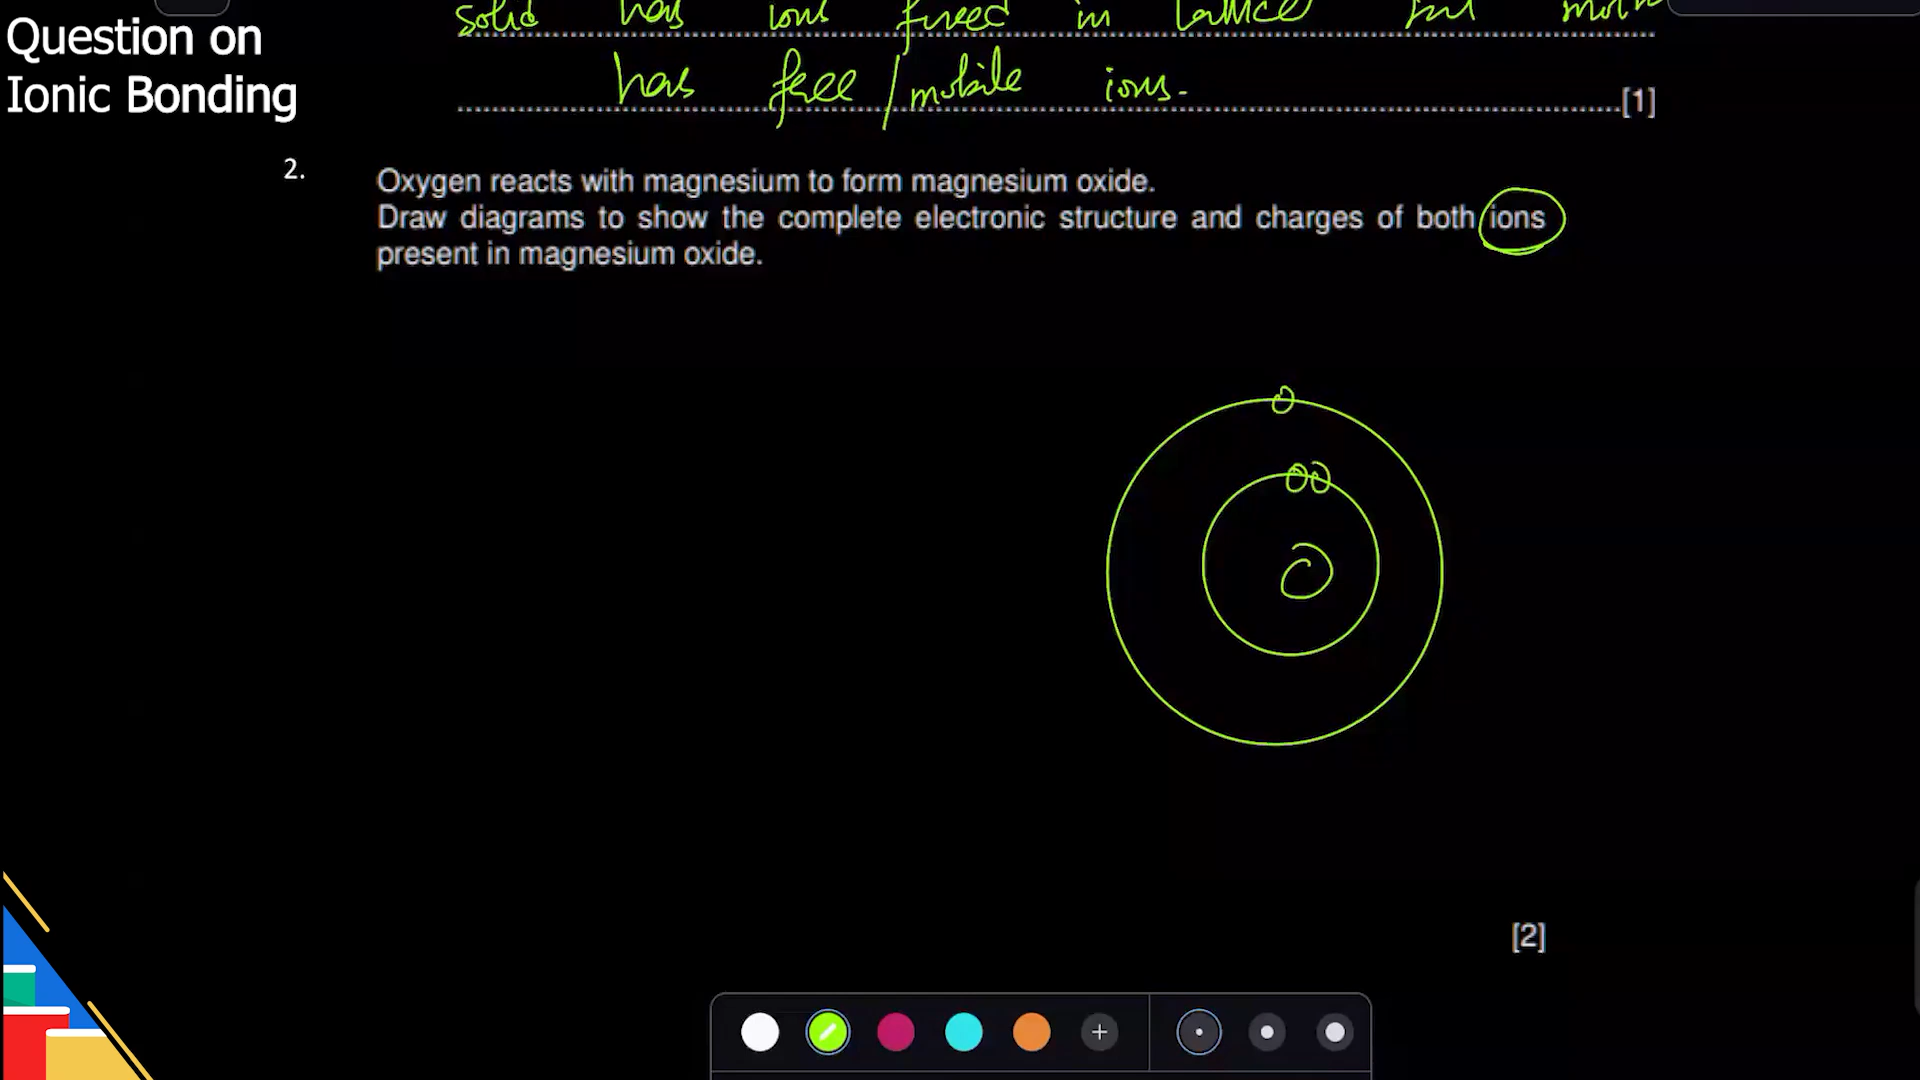 Question on
Ionic Bonding
solid has ions fixed in lattice but
has free / mobile ions.
[1]
2.
Oxygen reacts with magnesium to form magnesium oxide.
Draw diagrams to show the complete electronic structure and charges of both ions
present in magnesium oxide.
[2]